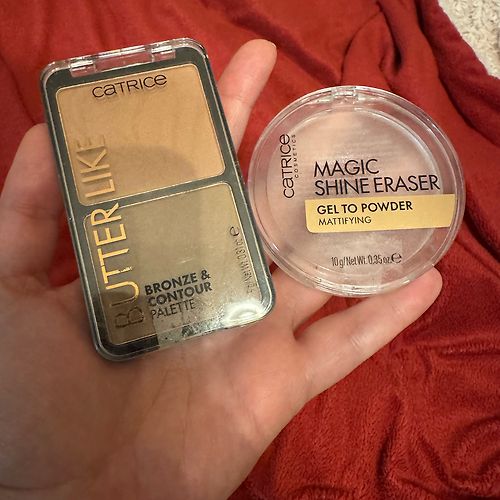 CATRICE
BUTTER LIKE
BRONZE &
CONTOUR
PALETTE
CATRICE
COSMETICS
MAGIC
SHINE ERASER
GEL TO POWDER
MATTIFYING
10 g/Net Wt. 0.35 oz. ℮